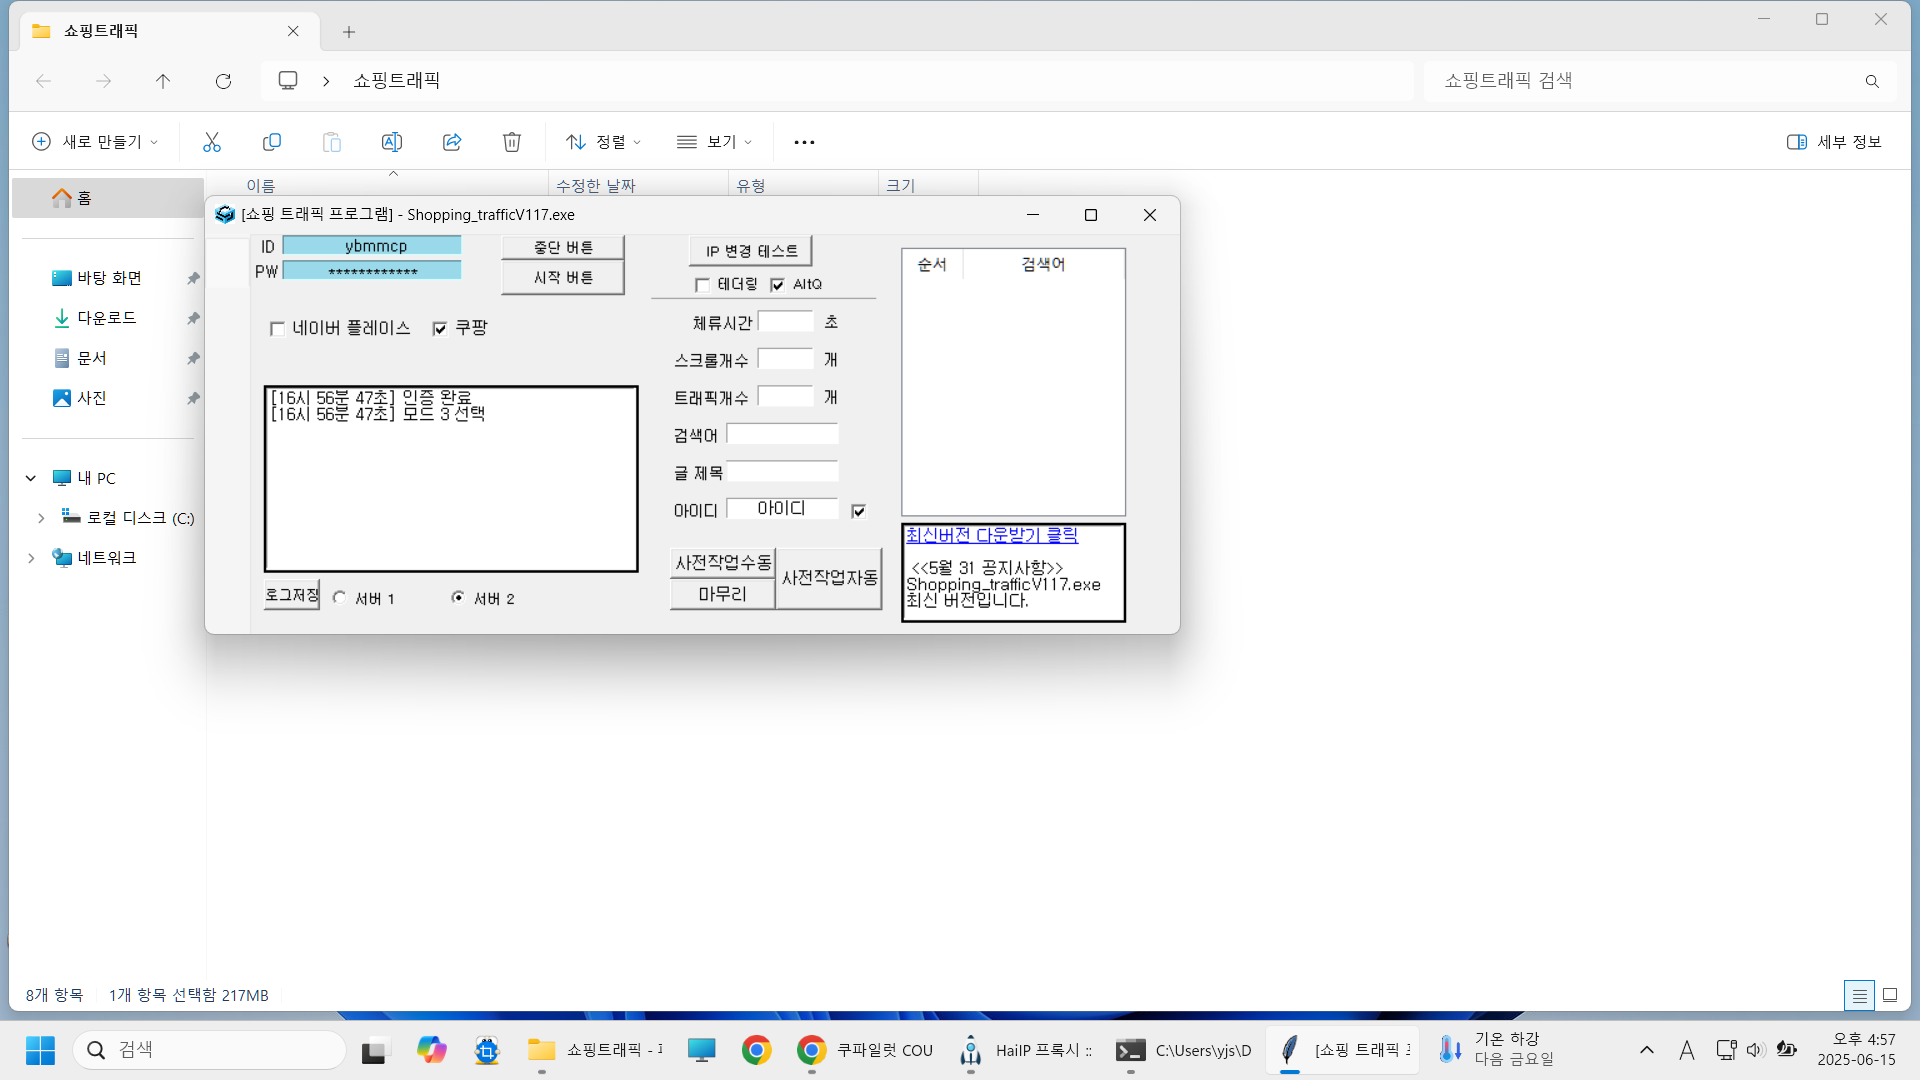 쇼핑트래픽
쇼핑트래픽
쇼핑트래픽 검색
새로 만들기
정렬
보기
세부 정보
이름
수정한 날짜
유형
크기
홈
바탕 화면
다운로드
문서
사진
내 PC
로컬 디스크 (C:)
네트워크
[쇼핑 트래픽 프로그램] - Shopping_trafficV117.exe
ID
ybmmcp
PW
************
중단 버튼
시작 버튼
IP 변경 테스트
테더링
AltQ
네이버 플레이스
쿠팡
체류시간
초
스크롤개수
개
트래픽개수
개
검색어
글 제목
아이디
아이디
[16시 56분 47초] 인증 완료
[16시 56분 47초] 모드 3 선택
로그저장
서버 1
서버 2
사전작업수동
마무리
사전작업자동
순서
검색어
최신버전 다운받기 클릭
<<5월 31 공지사항>>
Shopping_trafficV117.exe
최신 버전입니다.
8개 항목
1개 항목 선택함 217MB
검색
쇼핑트래픽 -
쿠파일럿 COU
HailP 프록시 ::
C:\Users\yjs\D
[쇼핑 트래픽
기온 하강
다음 금요일
A
오후 4:57
2025-06-15